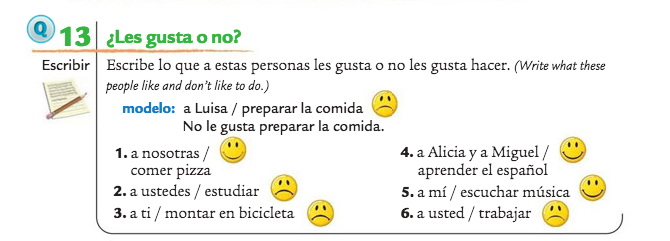 Q 13 ¿Les gusta o no?
Escribir
Escribe lo que a estas personas les gusta o no les gusta hacer. (Write what these
people like and don't like to do.)
modelo: a Luisa / preparar la comida
No le gusta preparar la comida.
1. a nosotras /
comer pizza
2. a ustedes / estudiar
3. a ti / montar en bicicleta
4. a Alicia y a Miguel /
aprender el español
5. a mí / escuchar música
6. a usted / trabajar